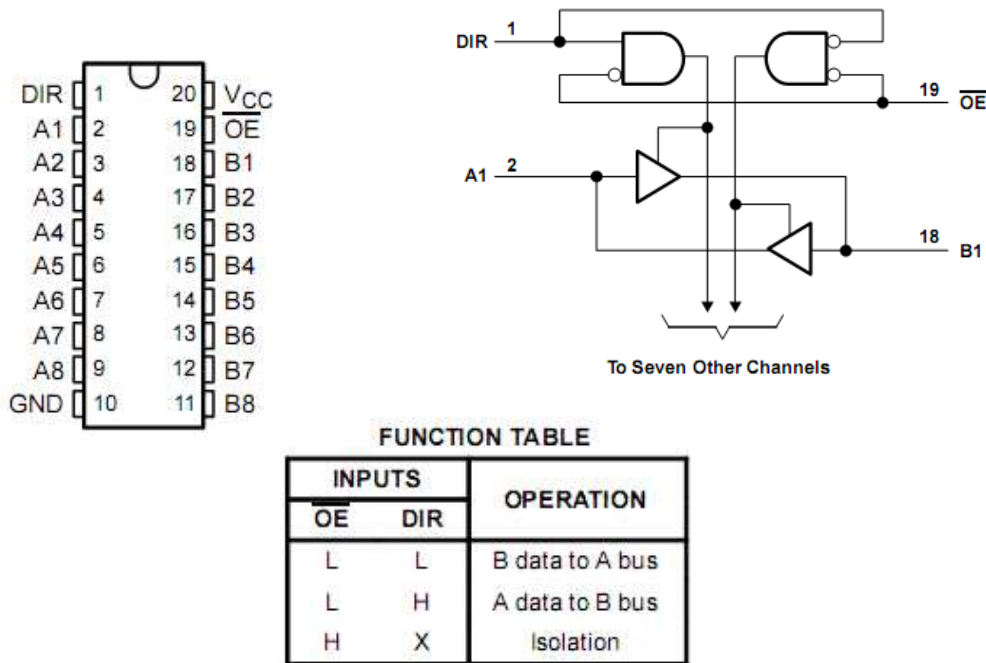 DIR 1 20 VCC
A1 2 19 OE
A2 3 18 B1
A3 4 17 B2
A4 5 16 B3
A5 6 15 B4
A6 7 14 B5
A7 8 13 B6
A8 9 12 B7
GND 10 11 B8
DIR 1
19 OE
A1 2
18 B1
To Seven Other Channels
FUNCTION TABLE
INPUTS OPERATION
OE DIR
L L B data to A bus
L H A data to B bus
H X Isolation